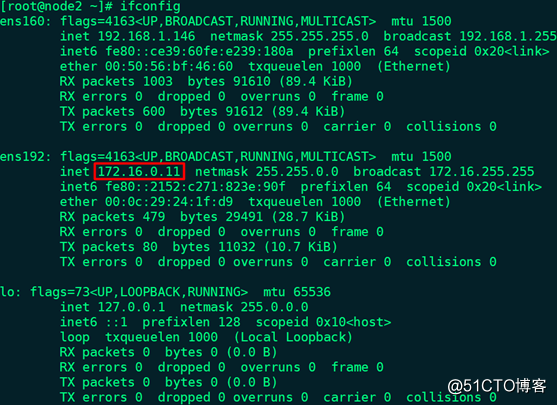 [root@node2 ~]# ifconfig
ens160: flags=4163<UP,BROADCAST,RUNNING,MULTICAST>  mtu 1500
inet 192.168.1.146  netmask 255.255.255.0  broadcast 192.168.1.255
inet6 fe80::ce39:60fe:e239:180a  prefixlen 64  scopeid 0x20<link>
ether 00:50:56:bf:46:60  txqueuelen 1000  (Ethernet)
RX packets 1003  bytes 91610 (89.4 KiB)
RX errors 0  dropped 0  overruns 0  frame 0
TX packets 600  bytes 91612 (89.4 KiB)
TX errors 0  dropped 0 overruns 0  carrier 0  collisions 0
ens192: flags=4163<UP,BROADCAST,RUNNING,MULTICAST>  mtu 1500
inet 172.16.0.11  netmask 255.255.0.0  broadcast 172.16.255.255
inet6 fe80::2152:c271:823e:90f  prefixlen 64  scopeid 0x20<link>
ether 00:0c:29:24:1f:d9  txqueuelen 1000  (Ethernet)
RX packets 479  bytes 29491 (28.7 KiB)
RX errors 0  dropped 0  overruns 0  frame 0
TX packets 80  bytes 11032 (10.7 KiB)
TX errors 0  dropped 0 overruns 0  carrier 0  collisions 0
lo: flags=73<UP,LOOPBACK,RUNNING>  mtu 65536
inet 127.0.0.1  netmask 255.0.0.0
inet6 ::1  prefixlen 128  scopeid 0x10<host>
loop  txqueuelen 1000  (Local Loopback)
RX packets 0  bytes 0 (0.0 B)
RX errors 0  dropped 0  overruns 0  frame 0
TX packets 0  bytes 0 (0.0 B)
TX errors 0  dropped 0 overruns 0  carrier 0  collisions 0
@51CTO博客